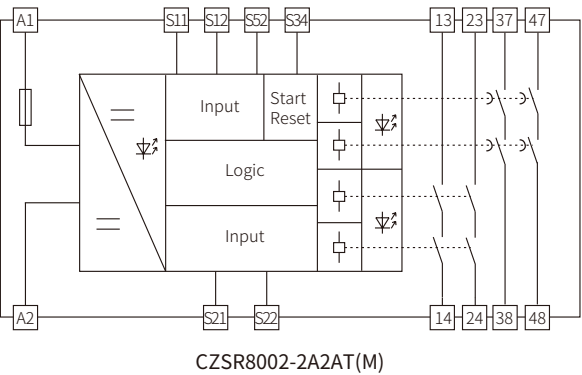 A1 S11 S12 S52 S34 13 23 37 47
Input
Start
Reset
Logic
Input
A2 S21 S22 14 24 38 48
CZSR8002-2A2AT(M)